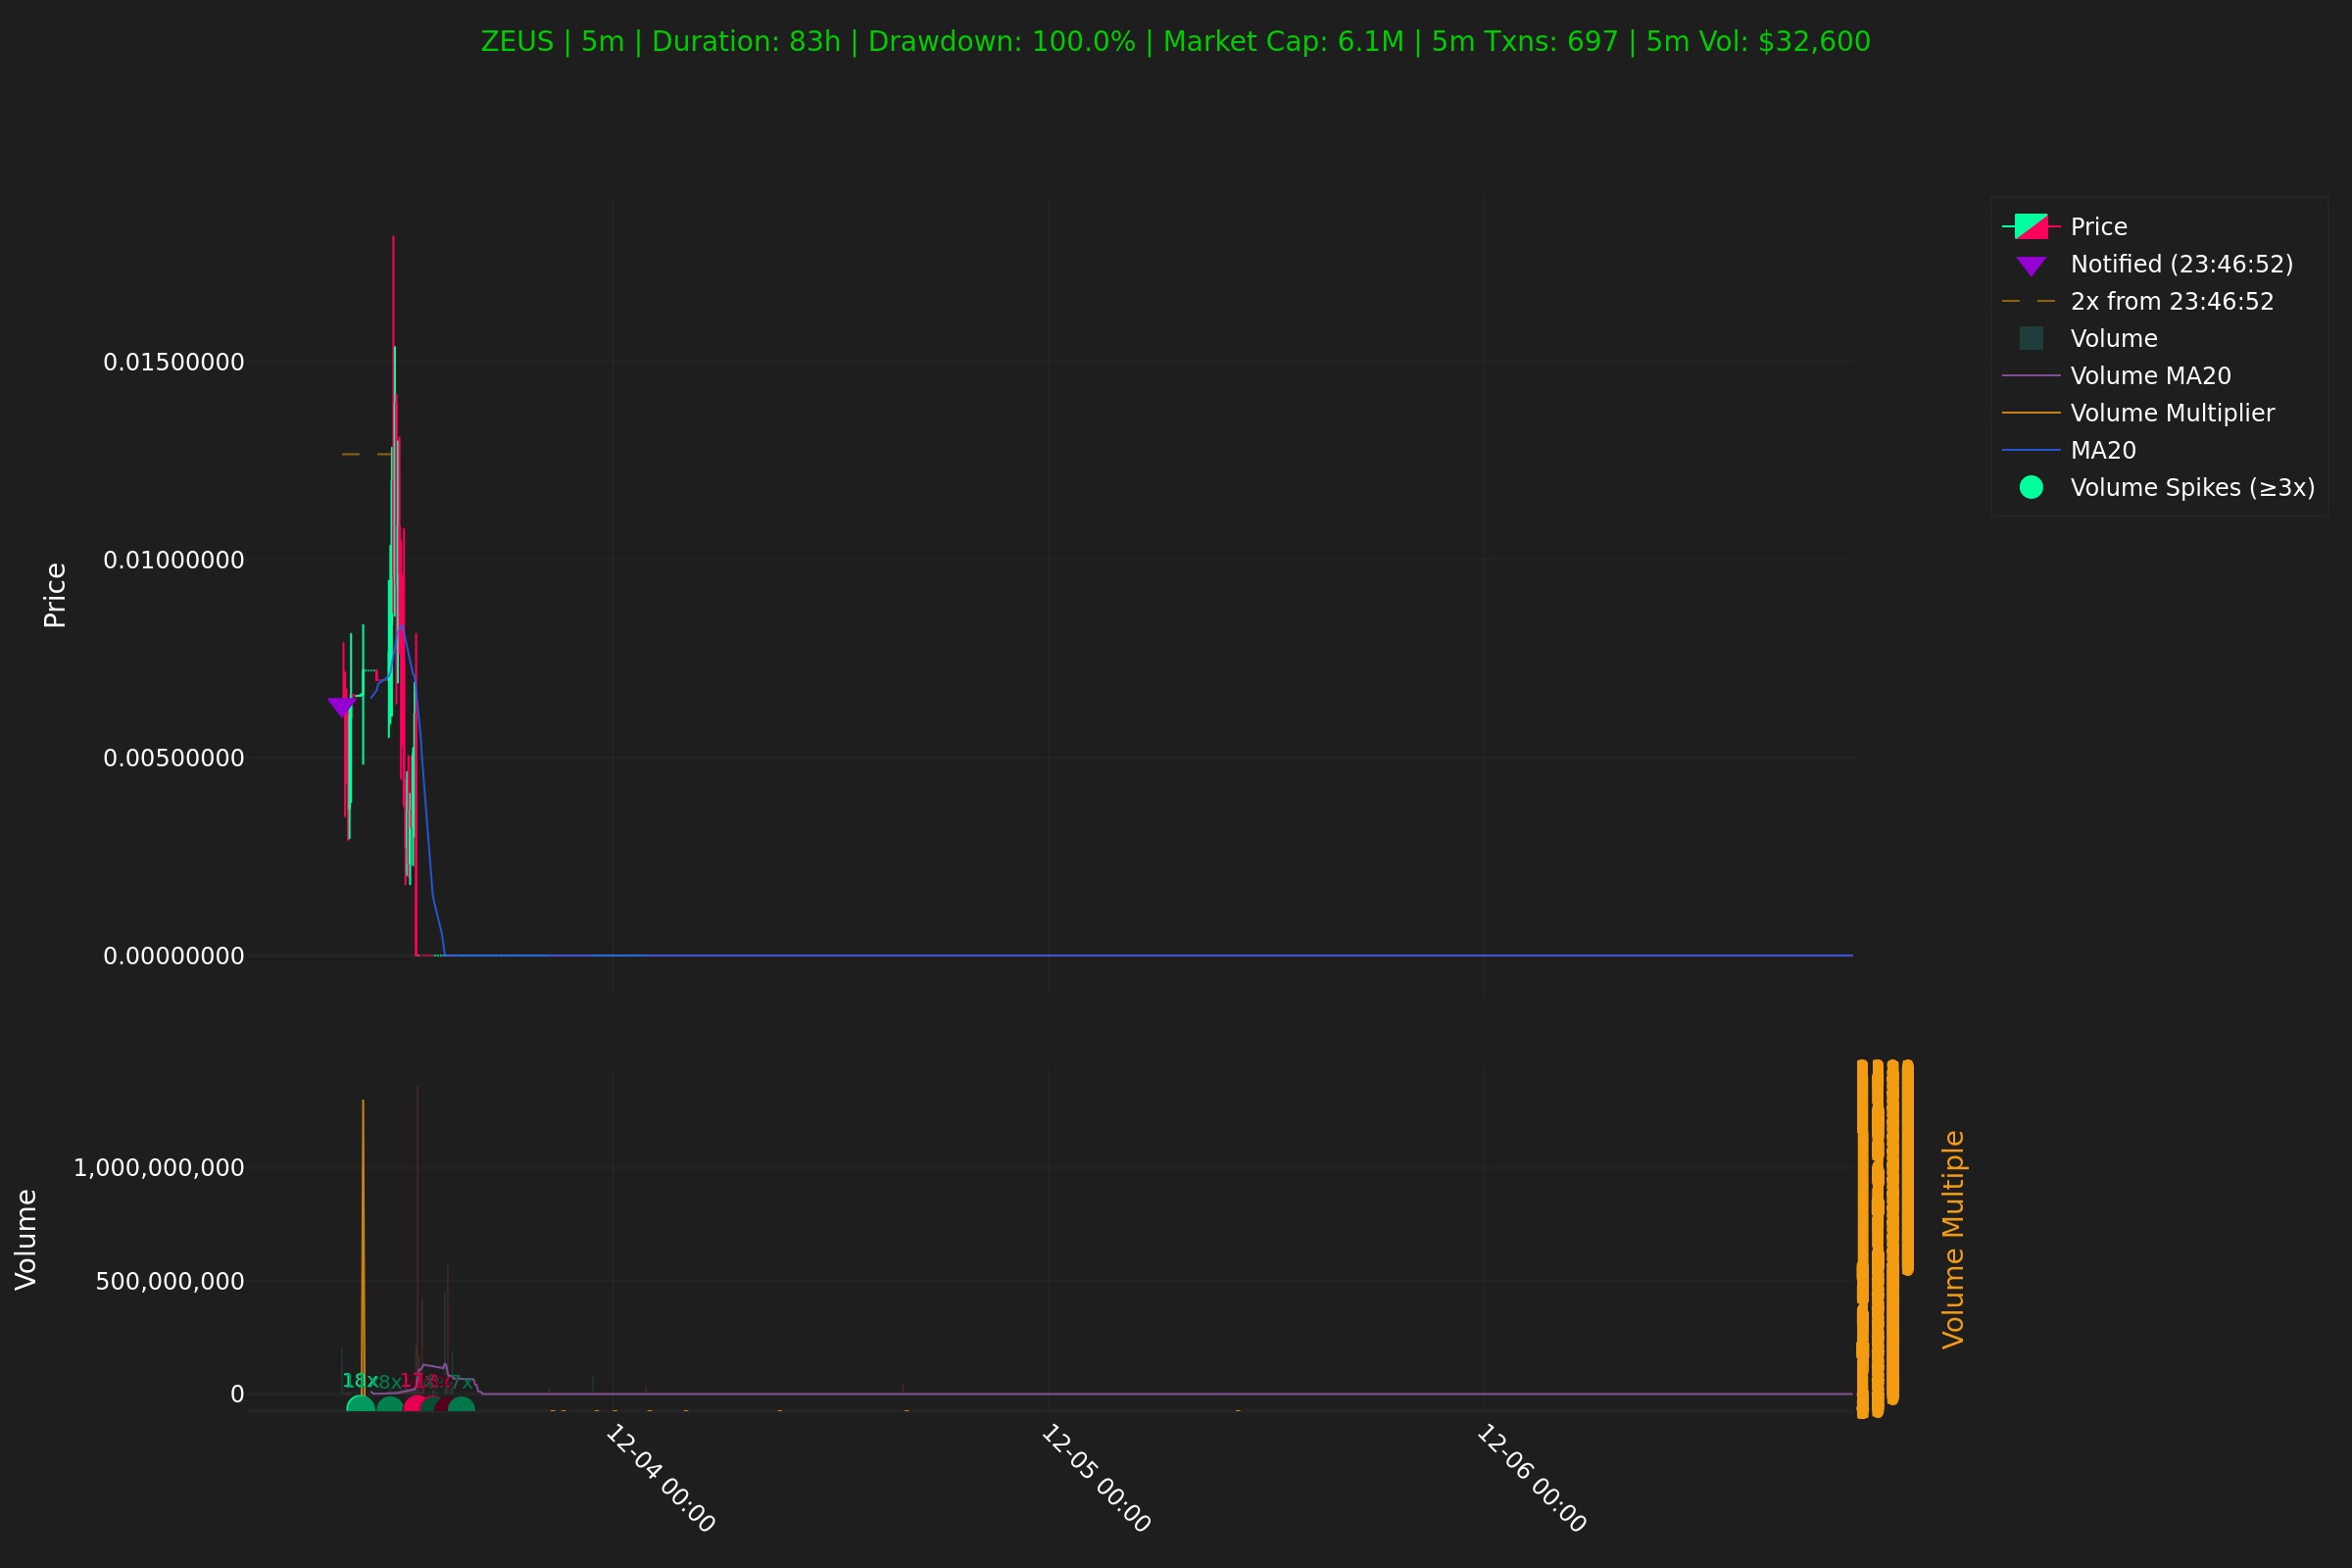 ZEUS | 5m | Duration: 83h | Drawdown: 100.0% | Market Cap: 6.1M | 5m Txns: 697 | 5m Vol: $32,600
Price
Notified (23:46:52)
2x from 23:46:52
Volume
Volume MA20
Volume Multiplier
MA20
Volume Spikes (≥3x)
Price
0.01500000
0.01000000
0.00500000
0.00000000
Volume
1,000,000,000
500,000,000
0
18x
8x
7x
Volume Multiple
12-04 00:00
12-05 00:00
12-06 00:00